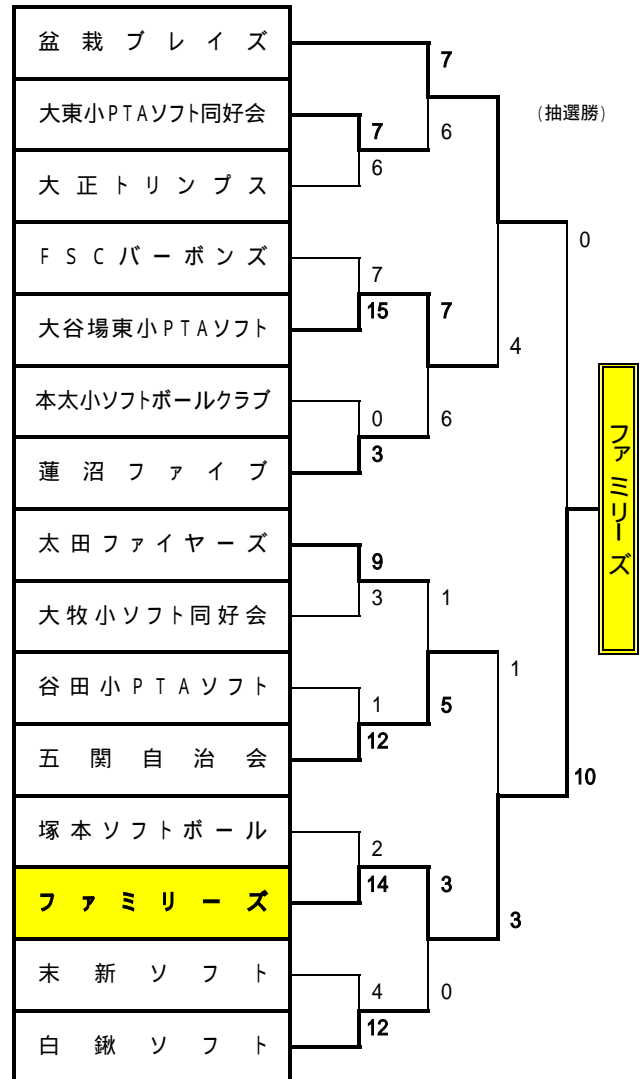 盆栽ブレイズ
7
大東小PTAソフト同好会
(抽選勝)
7
6
6
大正トリンプス
FSCバーボンズ
0
7
15
7
大谷場東小PTAソフト
4
本太小ソフトボールクラブ
0
6
3
蓮沼ファイブ
ファミリーズ
太田ファイヤーズ
9
3
1
大牧小ソフト同好会
1
谷田小PTAソフト
1
5
12
五関自治会
10
塚本ソフトボール
2
14
3
ファミリーズ
3
末新ソフト
4
0
12
白鍬ソフト